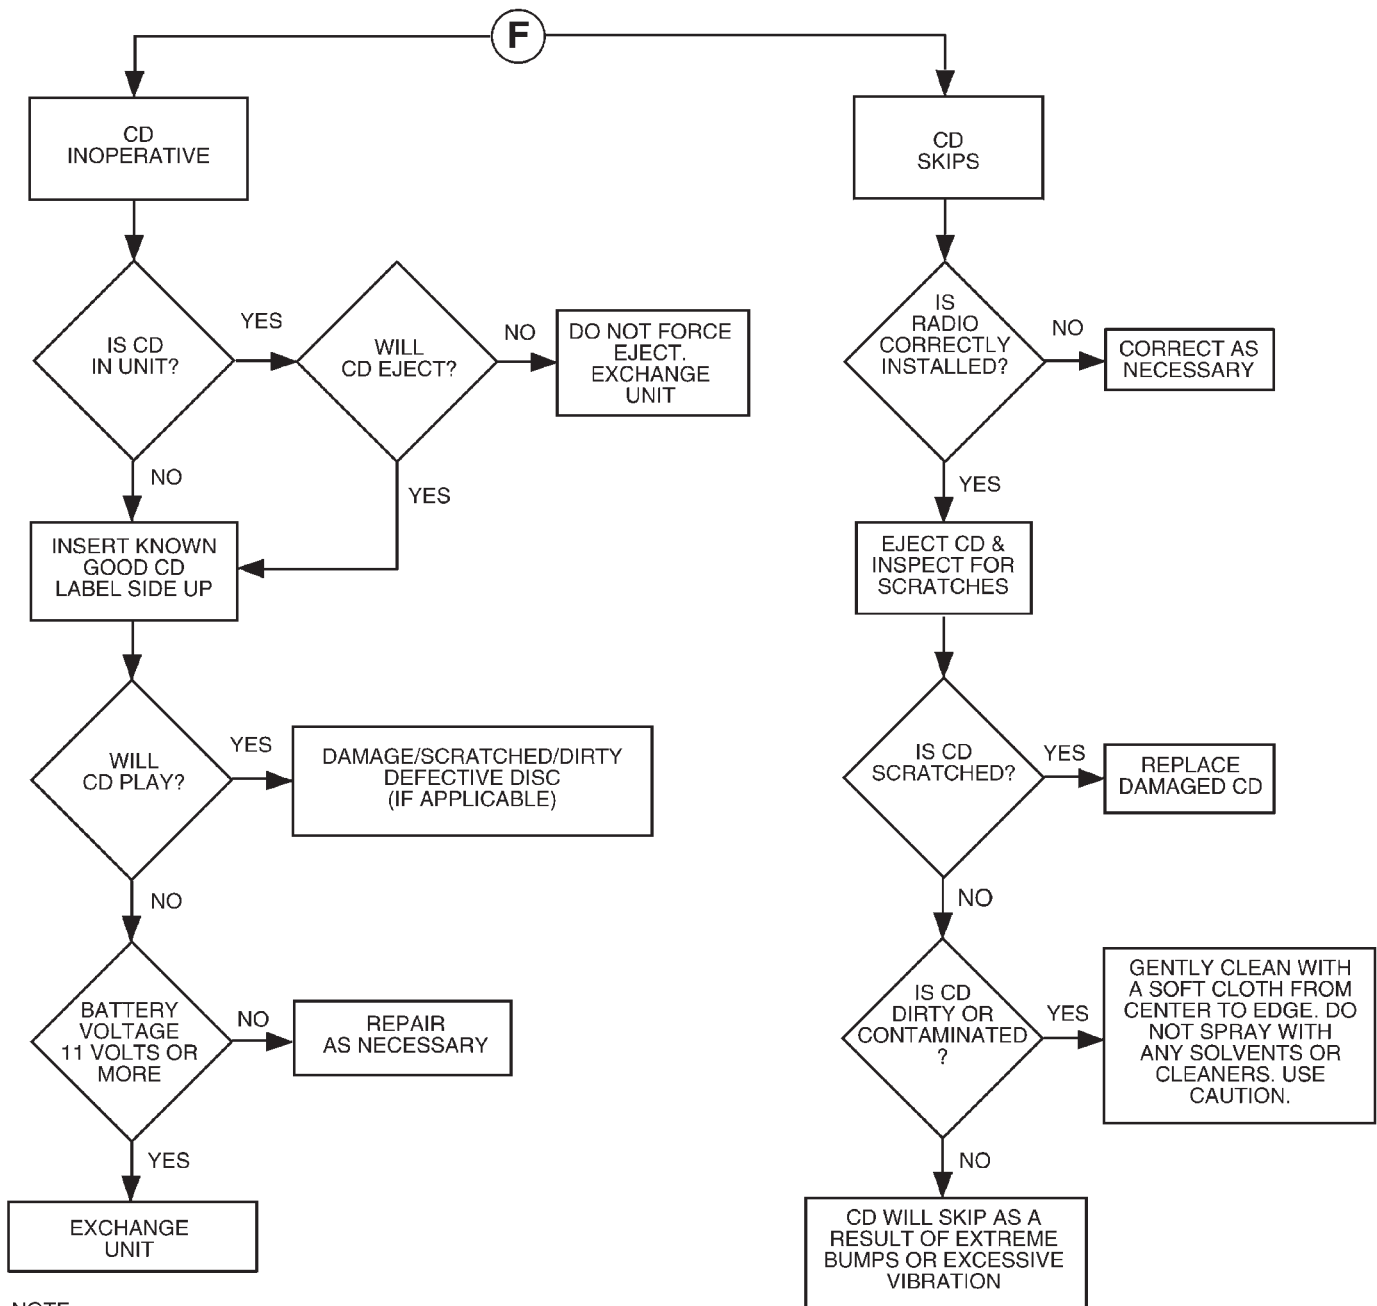 F
CD
INOPERATIVE
IS CD
IN UNIT?
YES
WILL
CD EJECT?
NO
DO NOT FORCE
EJECT.
EXCHANGE
UNIT
NO
YES
INSERT KNOWN
GOOD CD
LABEL SIDE UP
WILL
CD PLAY?
YES
DAMAGE/SCRATCHED/DIRTY
DEFECTIVE DISC
(IF APPLICABLE)
NO
BATTERY
VOLTAGE
11 VOLTS OR
MORE
NO
REPAIR
AS NECESSARY
YES
EXCHANGE
UNIT
CD
SKIPS
IS
RADIO
CORRECTLY
INSTALLED?
NO
CORRECT AS
NECESSARY
YES
EJECT CD &
INSPECT FOR
SCRATCHES
IS CD
SCRATCHED?
YES
REPLACE
DAMAGED CD
NO
IS CD
DIRTY OR
CONTAMINATED
?
YES
GENTLY CLEAN WITH
A SOFT CLOTH FROM
CENTER TO EDGE. DO
NOT SPRAY WITH
ANY SOLVENTS OR
CLEANERS. USE
CAUTION.
NO
CD WILL SKIP AS A
RESULT OF EXTREME
BUMPS OR EXCESSIVE
VIBRATION